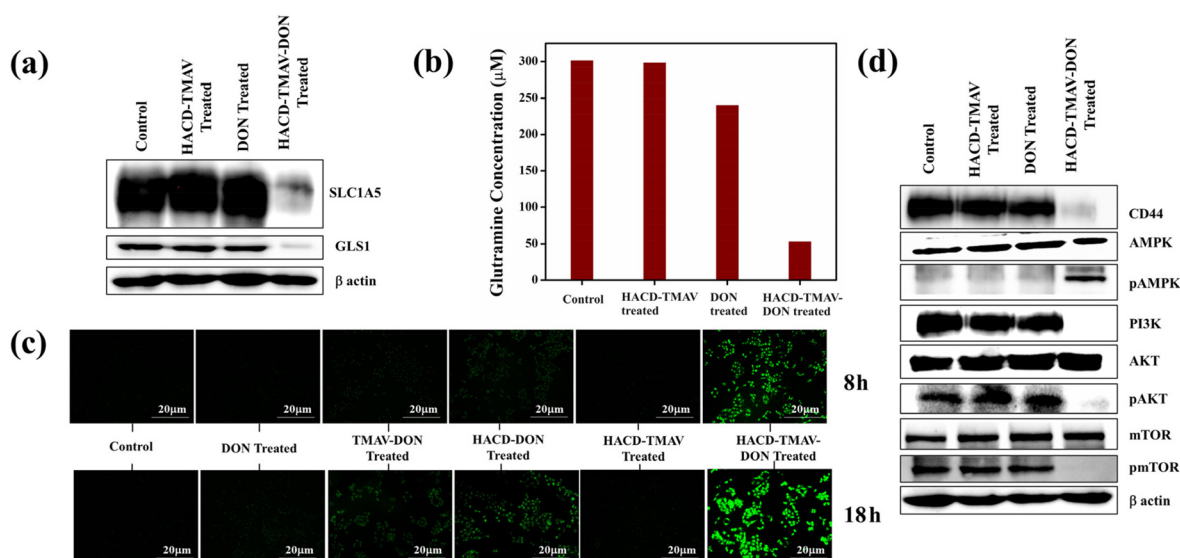 (a)
Control
HACD-TMAV
Treated
DON Treated
HACD-TMAV-DON
Treated
SLC1A5
GLS1
β actin
(b)
Glutramine Concentration (μM)
300
250
200
150
100
50
0
Control
HACD-TMAV
treated
DON
treated
HACD-TMAV-
DON treated
(c)
20μm
20μm
20μm
20μm
20μm
20μm
8h
Control
DON Treated
TMAV-DON
Treated
HACD-DON
Treated
HACD-TMAV
Treated
HACD-TMAV-
DON Treated
20μm
20μm
20μm
20μm
20μm
20μm
18h
(d)
Control
HACD-TMAV
Treated
DON Treated
HACD-TMAV-DON
Treated
CD44
AMPK
pAMPK
PI3K
AKT
pAKT
mTOR
pmTOR
β actin